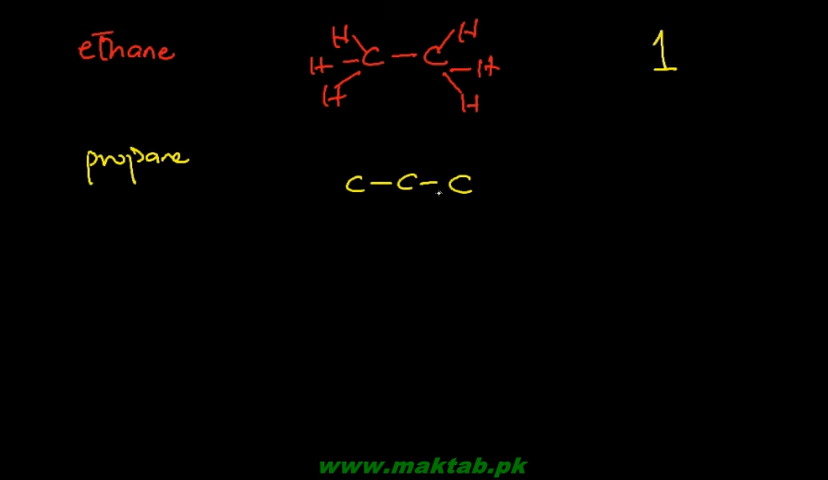 ethane
H H
H - C - C - H
H H
1
propane
C - C - C
www.maktab.pk